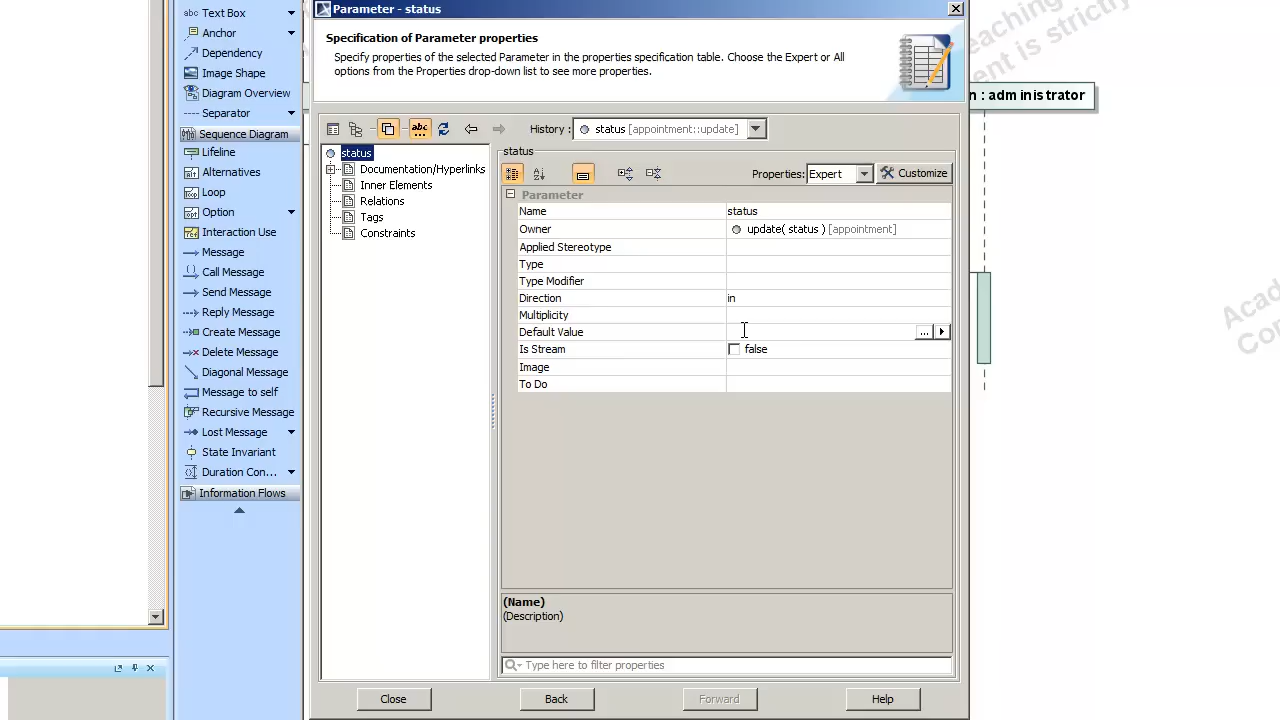 Text Box
Anchor
Dependency
Image Shape
Diagram Overview
Separator
Sequence Diagram
Lifeline
Alternatives
Loop
Option
Interaction Use
Message
Call Message
Send Message
Reply Message
Create Message
Delete Message
Diagonal Message
Message to self
Recursive Message
Lost Message
State Invariant
Duration Con...
Information Flows
Parameter - status
Specification of Parameter properties
Specify properties of the selected Parameter in the properties specification table. Choose the Expert or All
options from the Properties drop-down list to see more properties.
History: status [appointment::update]
status
Documentation/Hyperlinks
Inner Elements
Relations
Tags
Constraints
status
Properties: Expert Customize
Parameter
Name status
Owner update( status ) [appointment]
Applied Stereotype
Type
Type Modifier
Direction in
Multiplicity
Default Value ...
Is Stream false
Image
To Do
(Name)
(Description)
Type here to filter properties
Close Back Forward Help
n : administrator